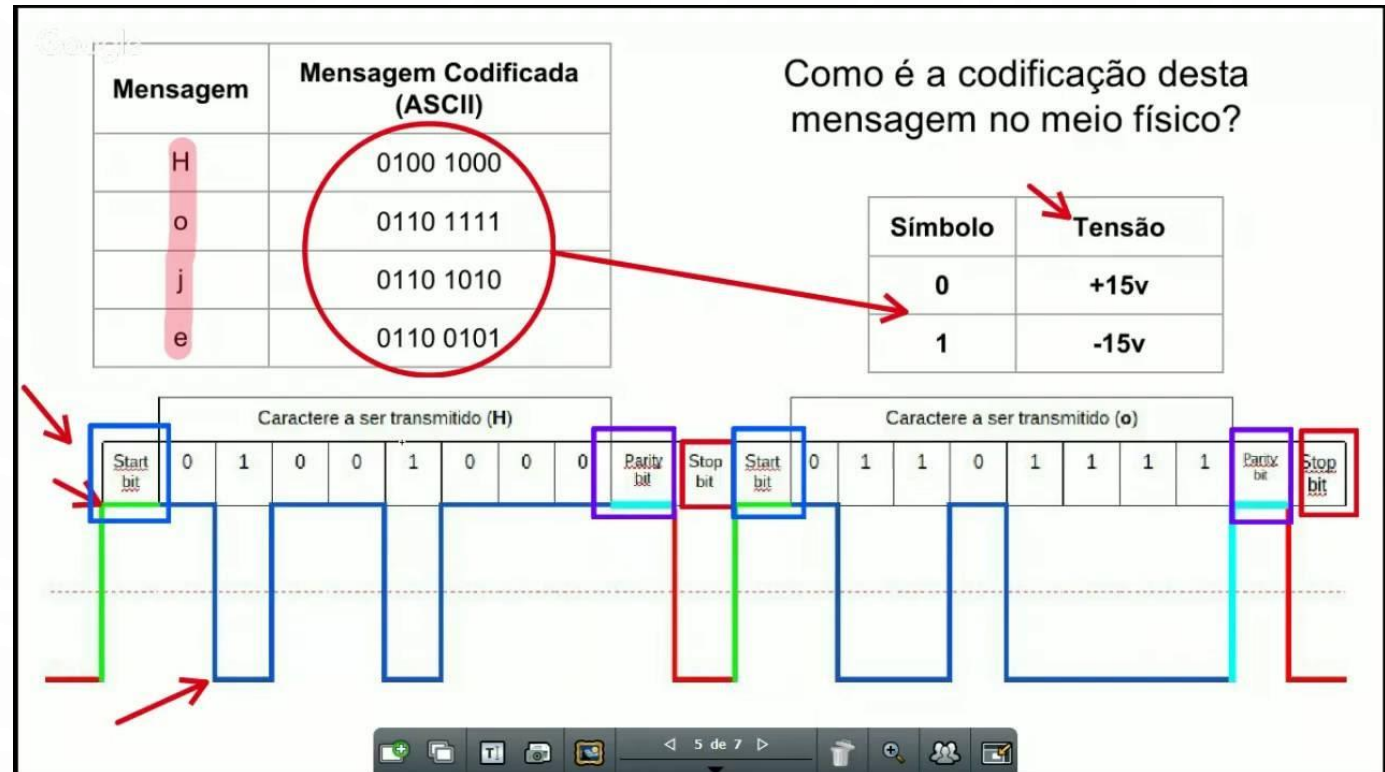 Google
Mensagem
Mensagem Codificada
(ASCII)
H
0100 1000
o
0110 1111
j
0110 1010
e
0110 0101
Como é a codificação desta
mensagem no meio físico?
Símbolo
Tensão
0
+15v
1
-15v
Caractere a ser transmitido (H)
Caractere a ser transmitido (o)
Start bit 0 1 0 0 1 0 0 0 Parity bit Stop bit Start bit 0 1 1 0 1 1 1 1 Parity bit Stop bit
5 de 7